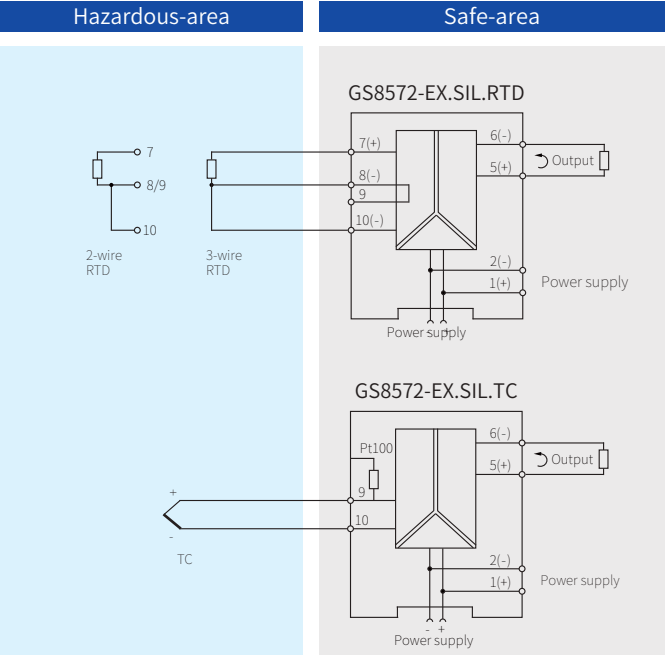 Hazardous-area
Safe-area
GS8572-EX.SIL.RTD
7(+)
8(-)
9
10(-)
6(-)
5(+)
Output
2(-)
1(+)
Power supply
- +
Power supply
7
8/9
10
2-wire
RTD
3-wire
RTD
GS8572-EX.SIL.TC
Pt100
9
10
6(-)
5(+)
Output
2(-)
1(+)
Power supply
- +
Power supply
+
-
TC